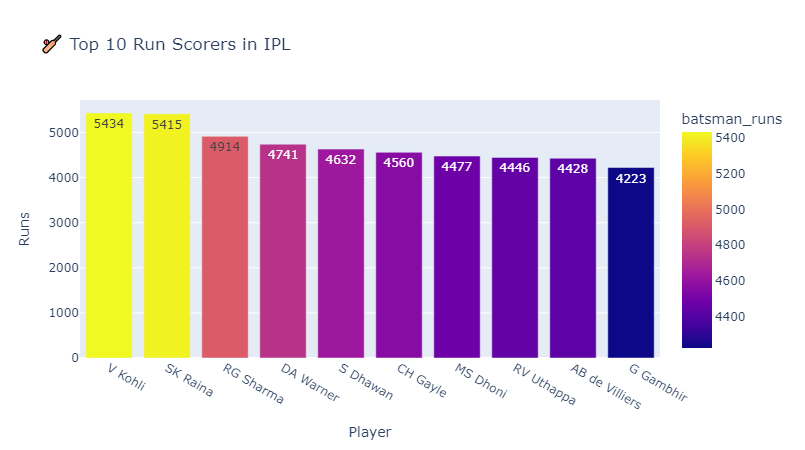 🏏 Top 10 Run Scorers in IPL
batsman_runs
5434
5415
4914
4741
4632
4560
4477
4446
4428
4223
5000
4000
3000
2000
1000
0
Runs
V Kohli
SK Raina
RG Sharma
DA Warner
S Dhawan
CH Gayle
MS Dhoni
RV Uthappa
AB de Villiers
G Gambhir
Player
5400
5200
5000
4800
4600
4400